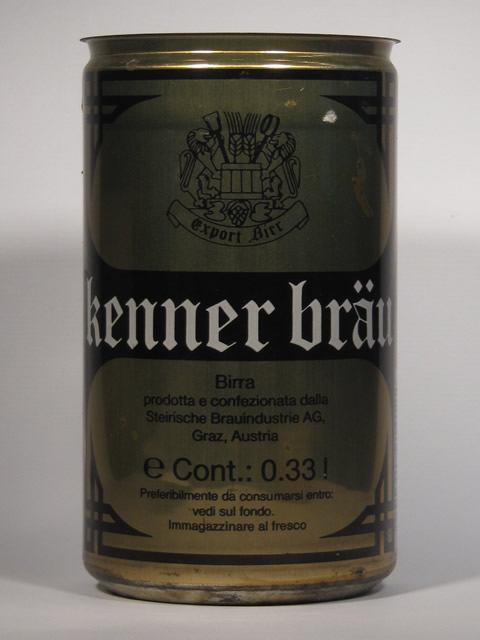 Export Bier
kenner bräu
Birra
prodotta e confezionata dalla
Steirische Brauindustrie AG,
Graz, Austria
℮ Cont.: 0.33 l
Preferibilmente da consumarsi entro:
vedi sul fondo.
Immagazzinare al fresco